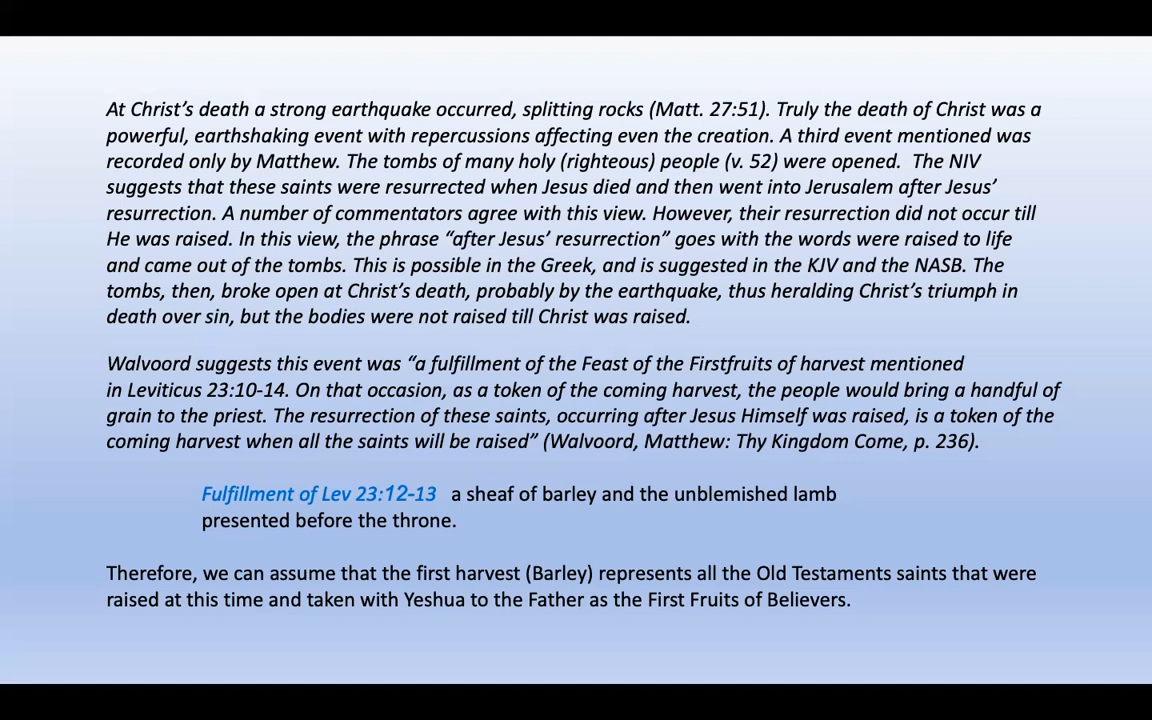 At Christ’s death a strong earthquake occurred, splitting rocks (Matt. 27:51). Truly the death of Christ was a
powerful, earthshaking event with repercussions affecting even the creation. A third event mentioned was
recorded only by Matthew. The tombs of many holy (righteous) people (v. 52) were opened.  The NIV
suggests that these saints were resurrected when Jesus died and then went into Jerusalem after Jesus’
resurrection. A number of commentators agree with this view. However, their resurrection did not occur till
He was raised. In this view, the phrase “after Jesus’ resurrection” goes with the words were raised to life
and came out of the tombs. This is possible in the Greek, and is suggested in the KJV and the NASB. The
tombs, then, broke open at Christ’s death, probably by the earthquake, thus heralding Christ’s triumph in
death over sin, but the bodies were not raised till Christ was raised.
Walvoord suggests this event was “a fulfillment of the Feast of the Firstfruits of harvest mentioned
in Leviticus 23:10-14. On that occasion, as a token of the coming harvest, the people would bring a handful of
grain to the priest. The resurrection of these saints, occurring after Jesus Himself was raised, is a token of the
coming harvest when all the saints will be raised” (Walvoord, Matthew: Thy Kingdom Come, p. 236).
Fulfillment of Lev 23:12-13  a sheaf of barley and the unblemished lamb
presented before the throne.
Therefore, we can assume that the first harvest (Barley) represents all the Old Testaments saints that were
raised at this time and taken with Yeshua to the Father as the First Fruits of Believers.